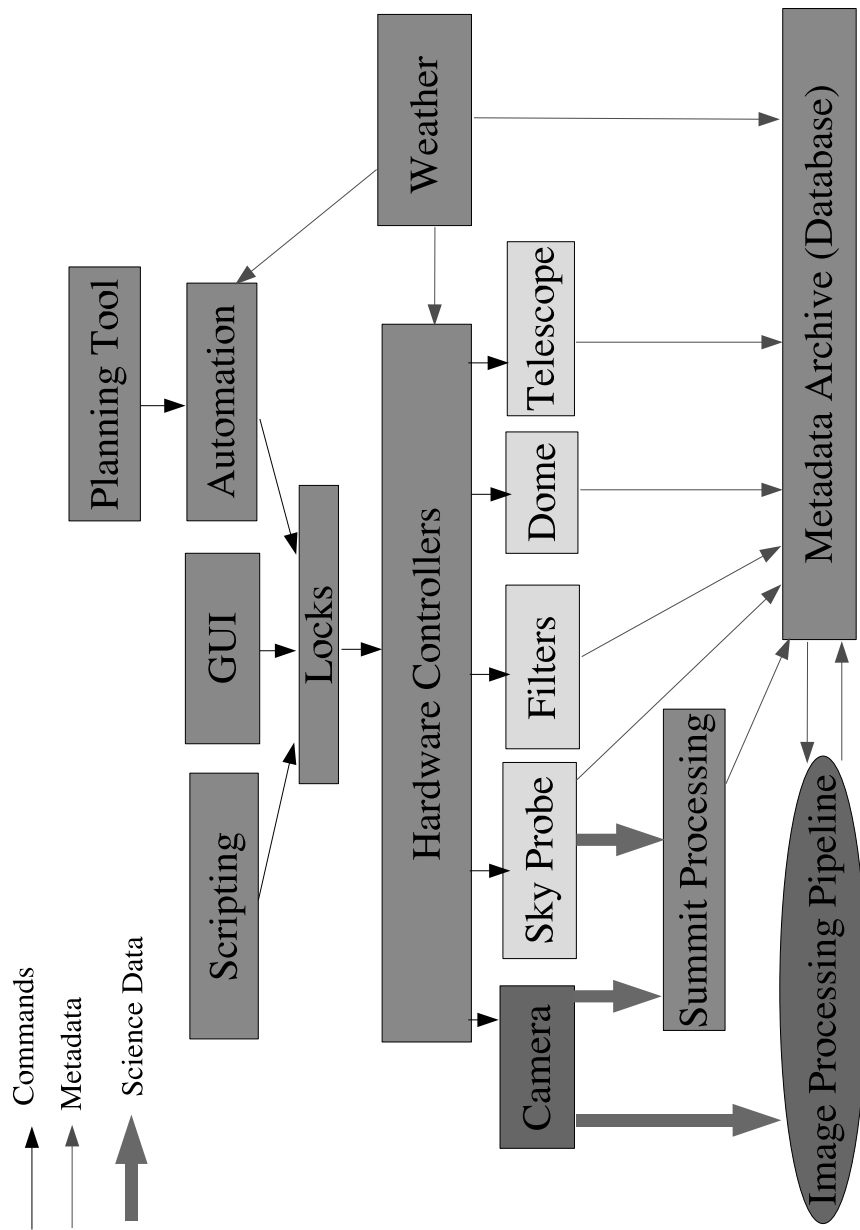 Commands
Metadata
Science Data
Planning Tool
Scripting
GUI
Automation
Locks
Weather
Hardware Controllers
Camera
Sky Probe
Filters
Dome
Telescope
Summit Processing
Image Processing Pipeline
Metadata Archive (Database)